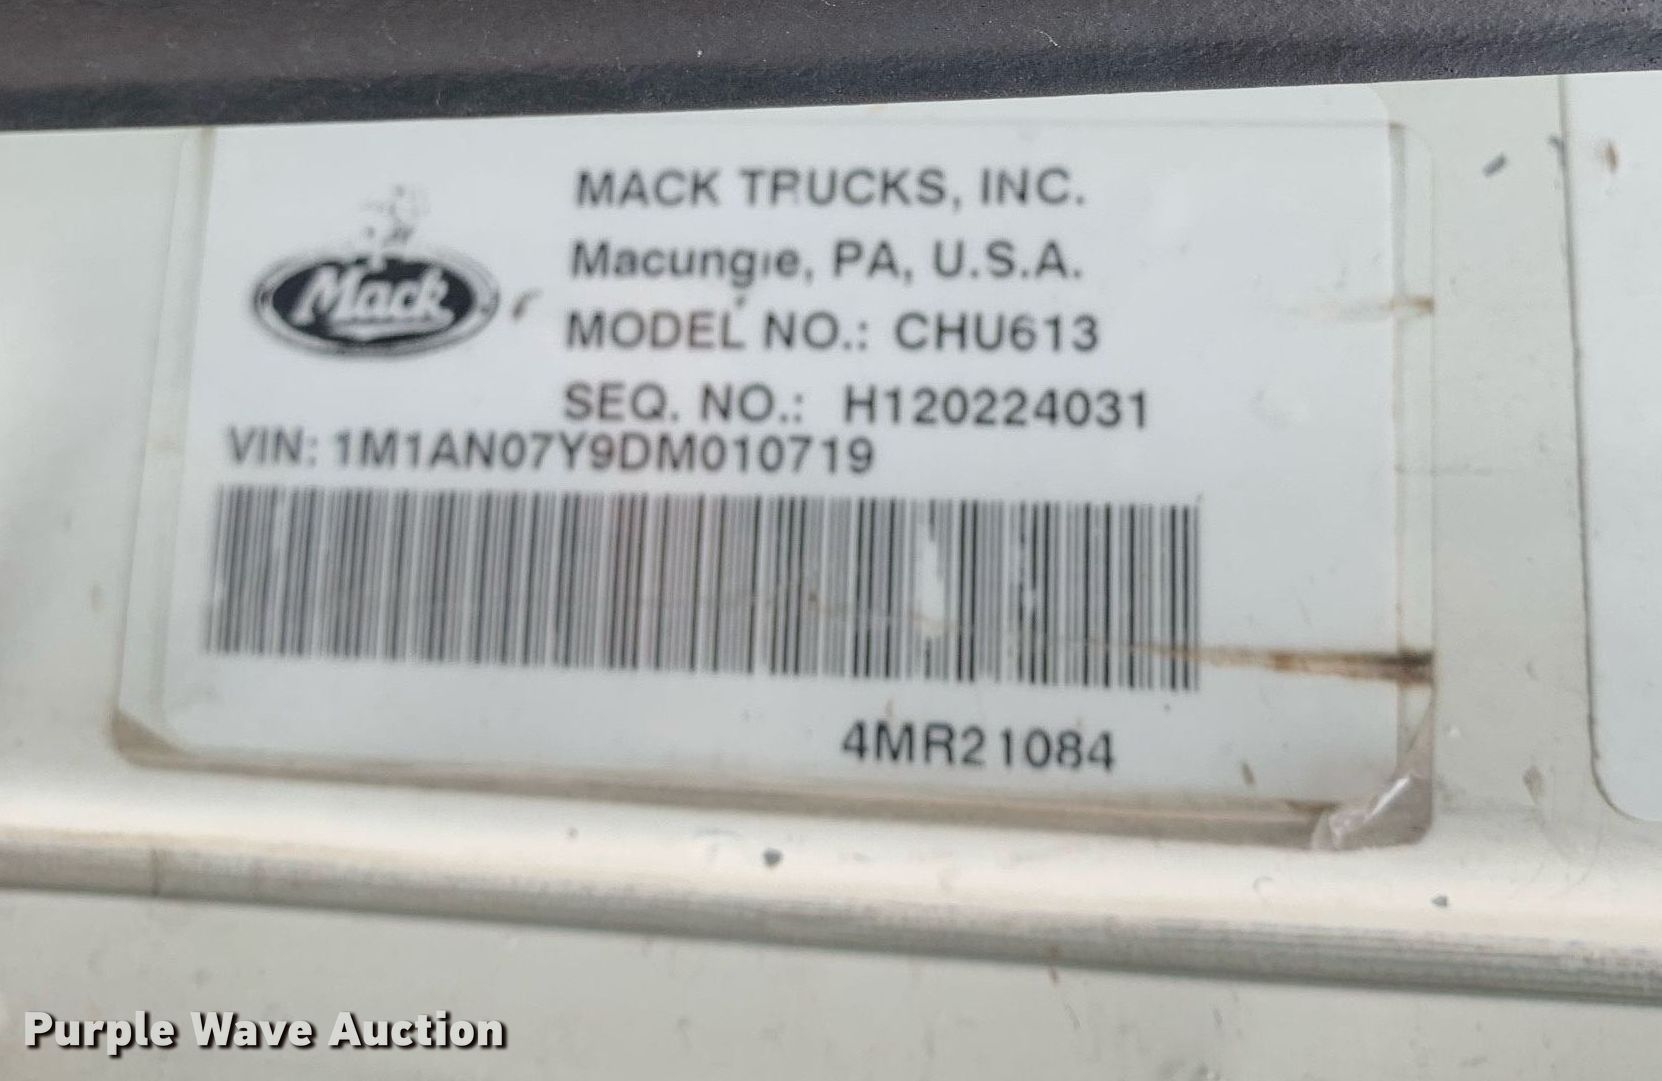 MACK TRUCKS, INC.
Macungie, PA, U.S.A.
Mack
MODEL NO.: CHU613
SEQ. NO.: H120224031
VIN: 1M1AN07Y9DM010719
4MR21084
Purple Wave Auction